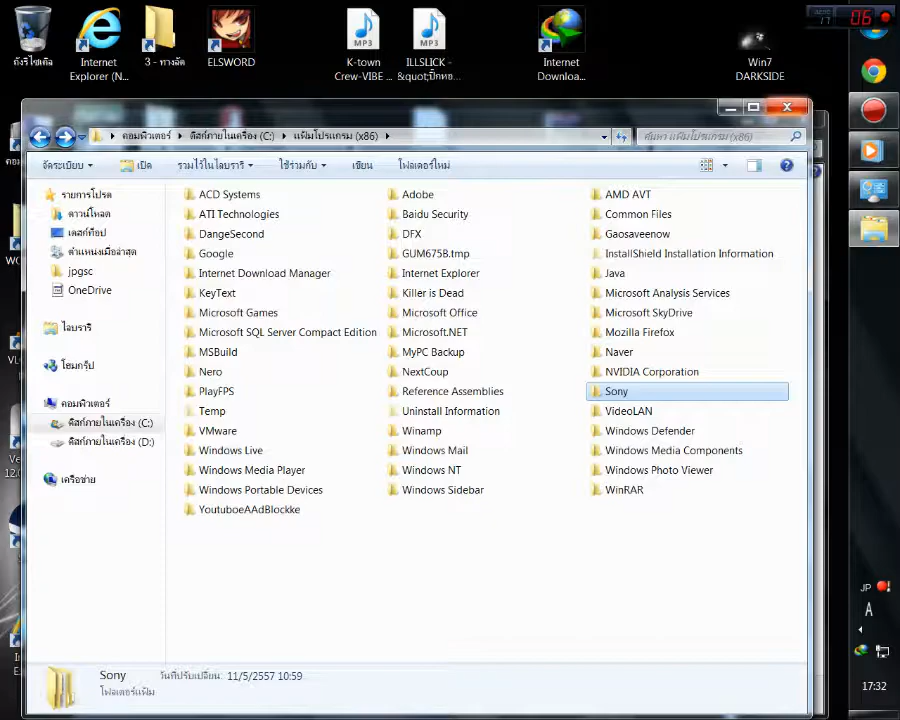 ถังรีไซเคิล
Internet
Explorer (N...
3 - ทางลัด
ELSWORD
K-town
Crew-VIBE ...
ILLSLICK -
Internet
Downloa...
Win7
DARKSIDE
06
คอมพิวเตอร์ ดิสก์ภายในเครื่อง (C:) แฟ้มโปรแกรม (x86)
ค้นหา แฟ้มโปรแกรม (x86)
จัดระเบียบ เปิด รวมไว้ในไลบรารี ใช้ร่วมกับ เขียน โฟลเดอร์ใหม่
รายการโปรด
ดาวน์โหลด
เดสก์ท็อป
ตำแหน่งเมื่อล่าสุด
jpgsc
OneDrive
ไลบรารี
โฮมกรุ๊ป
คอมพิวเตอร์
ดิสก์ภายในเครื่อง (C:)
ดิสก์ภายในเครื่อง (D:)
เครือข่าย
ACD Systems Adobe AMD AVT
ATI Technologies Baidu Security Common Files
DangeSecond DFX Gaosaveenow
Google GUM675B.tmp InstallShield Installation Information
Internet Download Manager Internet Explorer Java
KeyText Killer is Dead Microsoft Analysis Services
Microsoft Games Microsoft Office Microsoft SkyDrive
Microsoft SQL Server Compact Edition Microsoft.NET Mozilla Firefox
MSBuild MyPC Backup Naver
Nero NextCoup NVIDIA Corporation
PlayFPS Reference Assemblies Sony
Temp Uninstall Information VideoLAN
VMware Winamp Windows Defender
Windows Live Windows Mail Windows Media Components
Windows Media Player Windows NT Windows Photo Viewer
Windows Portable Devices Windows Sidebar WinRAR
YoutuboeAAdBlockke
Sony วันที่ปรับเปลี่ยน: 11/5/2557 10:59
โฟลเดอร์แฟ้ม
JP
A
17:32